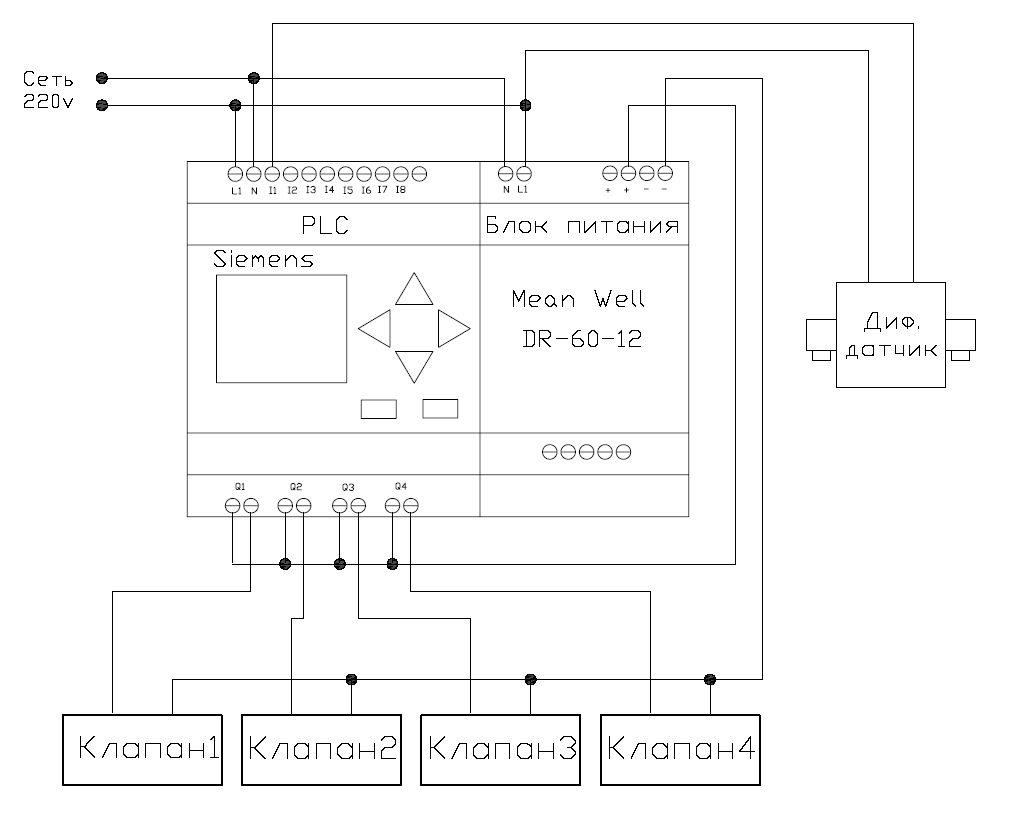 Сеть
220v
L1 N I1 I2 I3 I4 I5 I6 I7 I8
N L1
+ + - -
PLC
Блок питания
Siemens
Mean Well
DR-60-12
Диф.
датчик
Q1 Q2 Q3 Q4
Клапан1
Клапан2
Клапан3
Клапан4